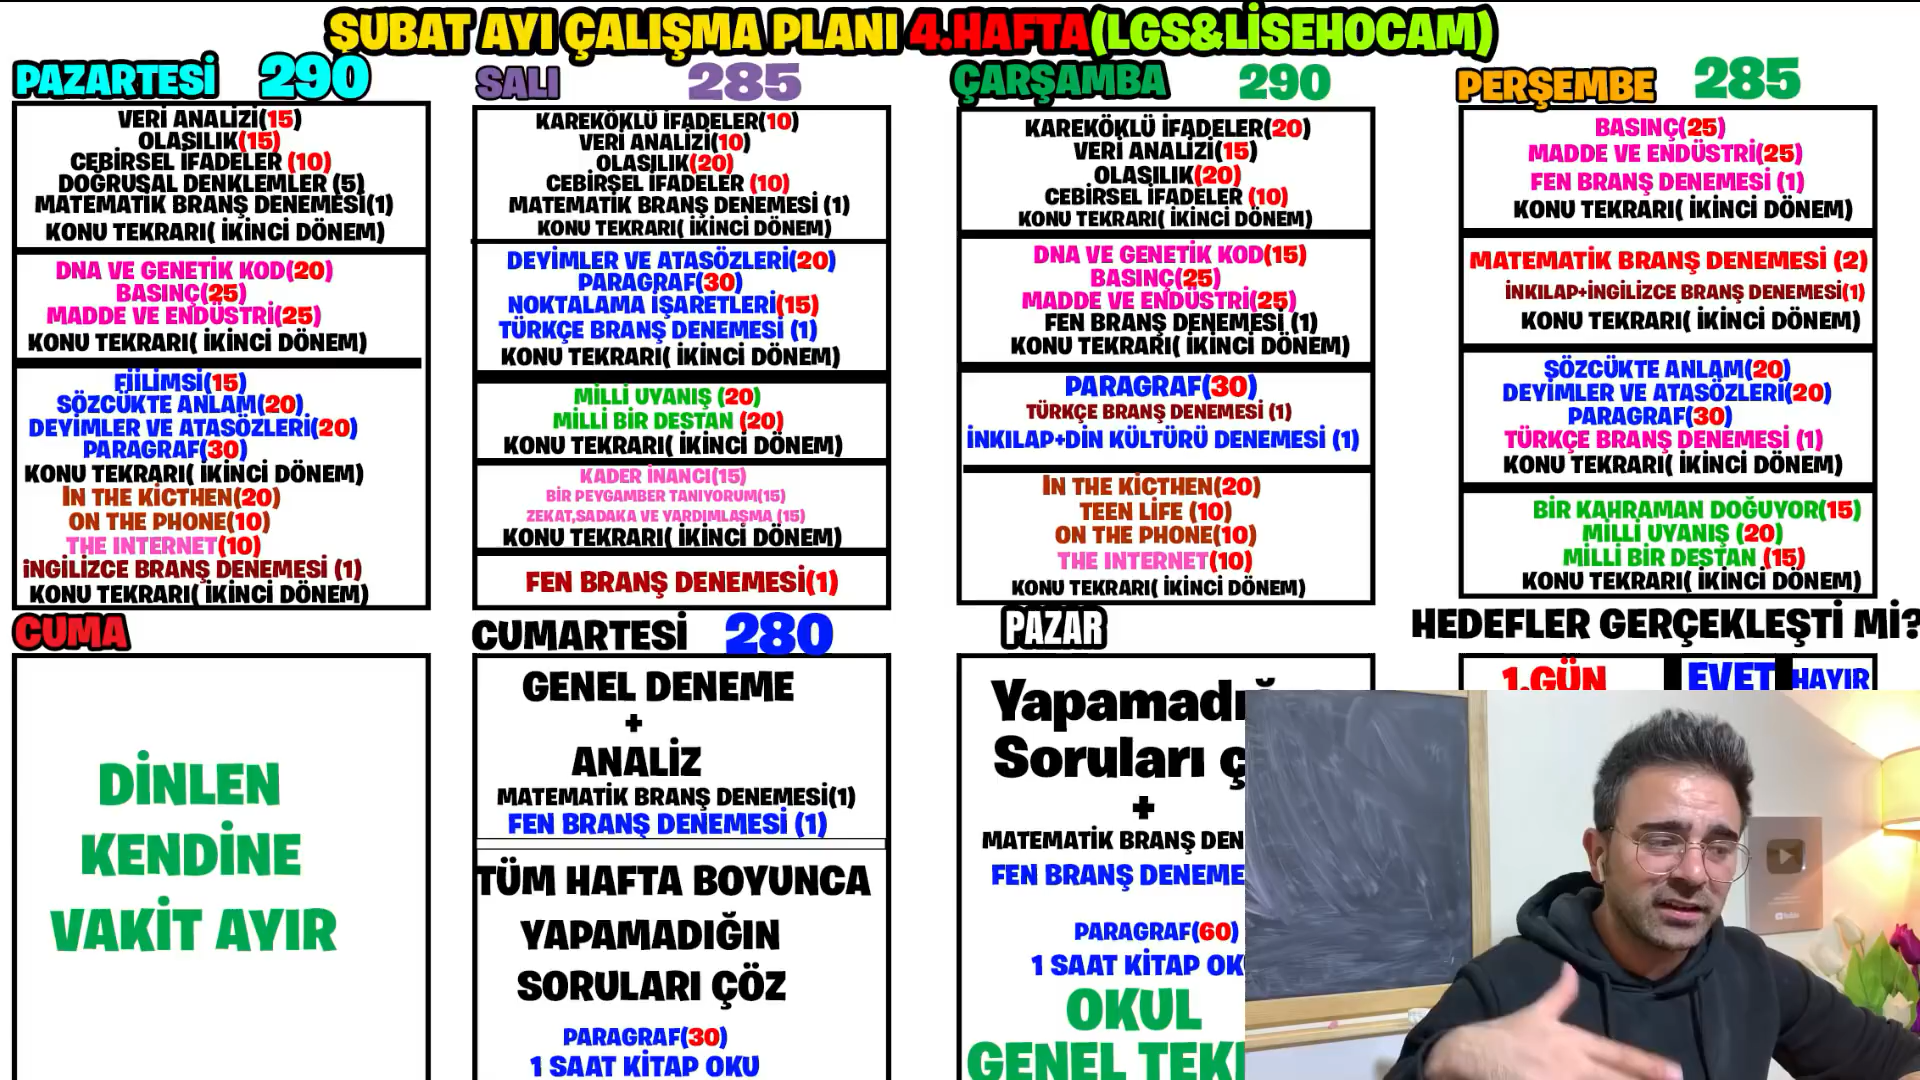 ŞUBAT AYI ÇALIŞMA PLANI 4.HAFTA(LGS&LİSEHOCAM)
PAZARTESİ 290
VERİ ANALİZİ(15)
OLASILIK(15)
CEBİRSEL İFADELER (10)
DOĞRUSAL DENKLEMLER (5)
MATEMATİK BRANŞ DENEMESİ(1)
KONU TEKRARI( İKİNCİ DÖNEM)
DNA VE GENETİK KOD(20)
BASINÇ(25)
MADDE VE ENDÜSTRİ(25)
KONU TEKRARI( İKİNCİ DÖNEM)
FİİLİMSİ(15)
SÖZCÜKTE ANLAM(20)
DEYİMLER VE ATASÖZLERİ(20)
PARAGRAF(30)
KONU TEKRARI( İKİNCİ DÖNEM)
IN THE KİCTHEN(20)
ON THE PHONE(10)
THE INTERNET(10)
İNGİLİZCE BRANŞ DENEMESI (1)
KONU TEKRARI( İKİNCİ DÖNEM)
SALI 285
KAREKÖKLÜ İFADELER(10)
VERİ ANALİZİ(10)
OLASILIK(20)
CEBİRSEL İFADELER (10)
MATEMATİK BRANŞ DENEMESİ (1)
KONU TEKRARI( İKİNCİ DÖNEM)
DEYİMLER VE ATASÖZLERİ(20)
PARAGRAF(30)
NOKTALAMA İŞARETLERİ(15)
TÜRKÇE BRANŞ DENEMESİ (1)
KONU TEKRARI( İKİNCİ DÖNEM)
MİLLİ UYANIŞ (20)
MİLLİ BİR DESTAN (20)
KONU TEKRARI( İKİNCİ DÖNEM)
KADER İNANCI(15)
BİR PEYGAMBER TANIYORUM(15)
ZEKAT,SADAKA VE YARDIMLAŞMA (15)
KONU TEKRARI( İKİNCİ DÖNEM)
FEN BRANŞ DENEMESİ(1)
ÇARŞAMBA 290
KAREKÖKLÜ İFADELER(20)
VERİ ANALİZİ(15)
OLASILIK(20)
CEBİRSEL İFADELER (10)
KONU TEKRARI( İKİNCİ DÖNEM)
DNA VE GENETİK KOD(15)
BASINÇ(25)
MADDE VE ENDÜSTRİ(25)
FEN BRANŞ DENEMESİ (1)
KONU TEKRARI( İKİNCİ DÖNEM)
PARAGRAF(30)
TÜRKÇE BRANŞ DENEMESİ (1)
İNKILAP+DİN KÜLTÜRÜ DENEMESİ (1)
IN THE KİCTHEN(20)
TEEN LİFE (10)
ON THE PHONE(10)
THE INTERNET(10)
KONU TEKRARI( İKİNCİ DÖNEM)
PERŞEMBE 285
BASINÇ(25)
MADDE VE ENDÜSTRİ(25)
FEN BRANŞ DENEMESİ (1)
KONU TEKRARI( İKİNCİ DÖNEM)
MATEMATİK BRANŞ DENEMESİ (2)
İNKILAP+İNGİLİZCE BRANŞ DENEMESİ(1)
KONU TEKRARI( İKİNCİ DÖNEM)
SÖZCÜKTE ANLAM(20)
DEYİMLER VE ATASÖZLERİ(20)
PARAGRAF(30)
TÜRKÇE BRANŞ DENEMESİ (1)
KONU TEKRARI( İKİNCİ DÖNEM)
BİR KAHRAMAN DOĞUYOR(15)
MİLLİ UYANIŞ (20)
MİLLİ BİR DESTAN (15)
KONU TEKRARI( İKİNCİ DÖNEM)
CUMA
DİNLEN
KENDİNE
VAKİT AYIR
CUMARTESİ 280
GENEL DENEME
+
ANALİZ
MATEMATİK BRANŞ DENEMESİ(1)
FEN BRANŞ DENEMESİ (1)
TÜM HAFTA BOYUNCA
YAPAMADIĞIN
SORULARI ÇÖZ
PARAGRAF(30)
1 SAAT KİTAP OKU
PAZAR
Soruları
+
MATEMATİK BRANŞ DEN
FEN BRANŞ DENEME
PARAGRAF(60)
1 SAAT KİTAP OK
OKUL
GENEL
HEDEFLER GERÇEKLEŞTİ Mİ?
1.GÜN EVET HAYIR